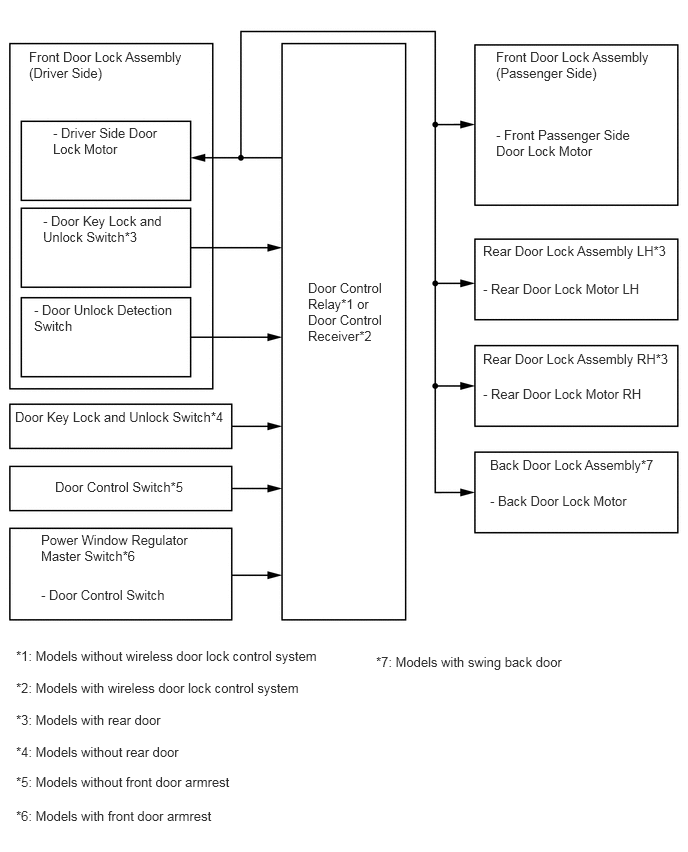 Front Door Lock Assembly
(Driver Side)
- Driver Side Door
Lock Motor
- Door Key Lock and
Unlock Switch*3
- Door Unlock Detection
Switch
Door Key Lock and Unlock Switch*4
Door Control Switch*5
Power Window Regulator
Master Switch*6
- Door Control Switch
Door Control
Relay*1 or
Door Control
Receiver*2
Front Door Lock Assembly
(Passenger Side)
- Front Passenger Side
Door Lock Motor
Rear Door Lock Assembly LH*3
- Rear Door Lock Motor LH
Rear Door Lock Assembly RH*3
- Rear Door Lock Motor RH
Back Door Lock Assembly*7
- Back Door Lock Motor
*1: Models without wireless door lock control system
*2: Models with wireless door lock control system
*3: Models with rear door
*4: Models without rear door
*5: Models without front door armrest
*6: Models with front door armrest
*7: Models with swing back door